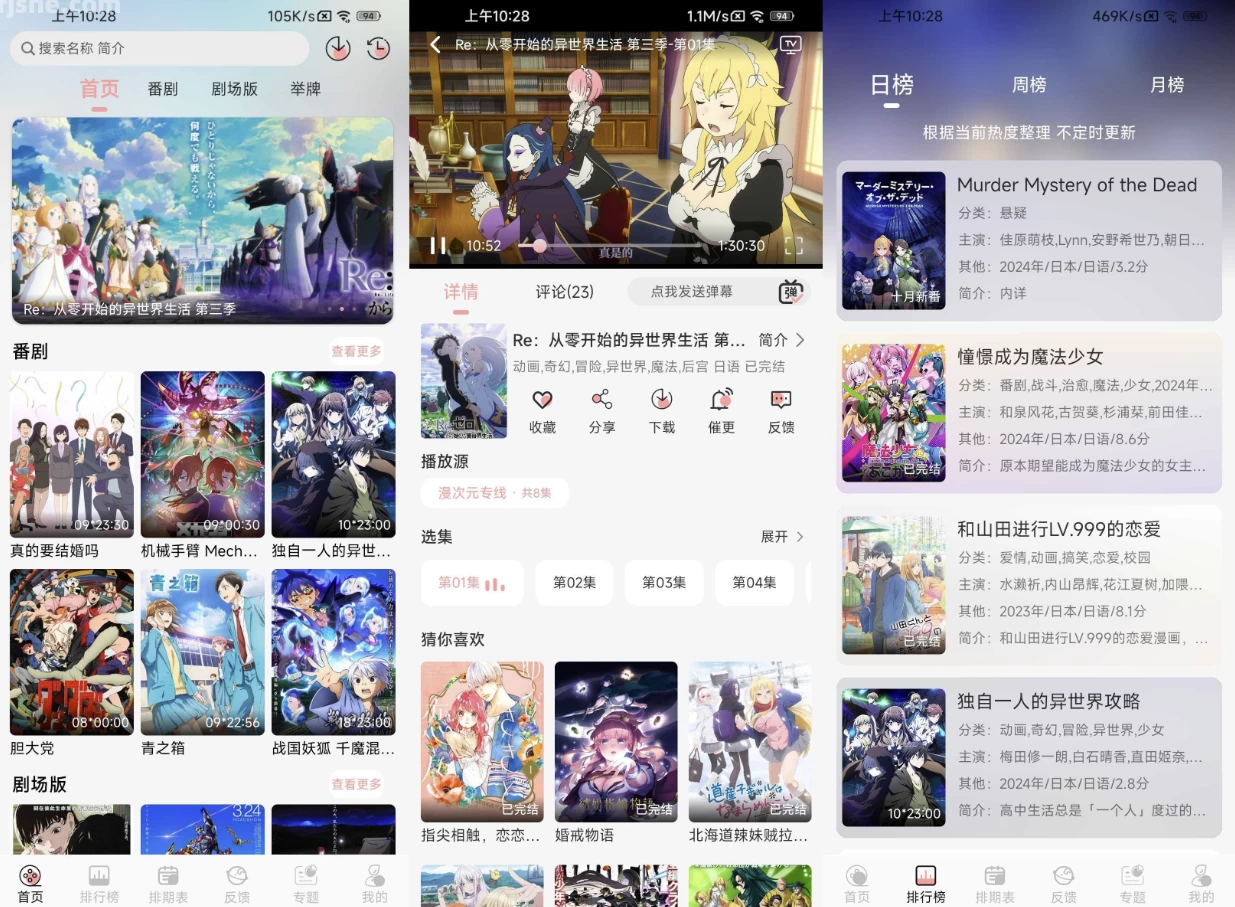 rjshe.com
上午10:28
105K/s
94
搜索名称 简介
首页
番剧
剧场版
举牌
ひとりじゃないから
何度でも戦える。
Re:
から
Re：从零开始的异世界生活 第三季
番剧
查看更多
09*23:30
09*00:30
10*23:00
真的要结婚吗
机械手臂 Mech...
独自一人的异世...
青之箱
08*00:00
09*22:56
18*23:00
胆大党
青之箱
战国妖狐 千魔混...
剧场版
查看更多
3.24
首页
排行榜
排期表
反馈
专题
我的
上午10:28
1.1M/s
94
Re：从零开始的异世界生活 第三季-第01集
TV
10:52
1:30:30
真是的
详情
评论(23)
点我发送弹幕
弹
Re：从零开始的异世界生活 第...
简介
动画,奇幻,冒险,异世界,魔法,后宫 日语 已完结
收藏
分享
下载
催更
反馈
播放源
漫次元专线 · 共8集
选集
展开
第01集
第02集
第03集
第04集
猜你喜欢
已完结
已完结
已完结
指尖相触，恋恋...
婚戒物语
北海道辣妹贼拉...
上午10:28
469K/s
94
日榜
周榜
月榜
根据当前热度整理 不定时更新
マーダーミステリー・
オブ・ザ・デッド
十月新番
Murder Mystery of the Dead
分类：悬疑
主演：佳原萌枝,Lynn,安野希世乃,朝日...
其他：2024年/日本/日语/3.2分
简介：内详
已完结
憧憬成为魔法少女
分类：番剧,战斗,治愈,魔法,少女,2024年...
主演：和泉风花,古贺葵,杉浦栞,前田佳...
其他：2024年/日本/日语/8.6分
简介：原本期望能成为魔法少女的女主...
已完结
和山田进行LV.999的恋爱
分类：爱情,动画,搞笑,恋爱,校园
主演：水濑祈,内山昂辉,花江夏树,加隈...
其他：2023年/日本/日语/8.1分
简介：和山田进行LV.999的恋爱漫画，...
10*23:00
独自一人的异世界攻略
分类：动画,奇幻,冒险,异世界,少女
主演：梅田修一朗,白石晴香,直田姬奈,...
其他：2024年/日本/日语/2.8分
简介：高中生活总是「一个人」度过的...
首页
排行榜
排期表
反馈
专题
我的